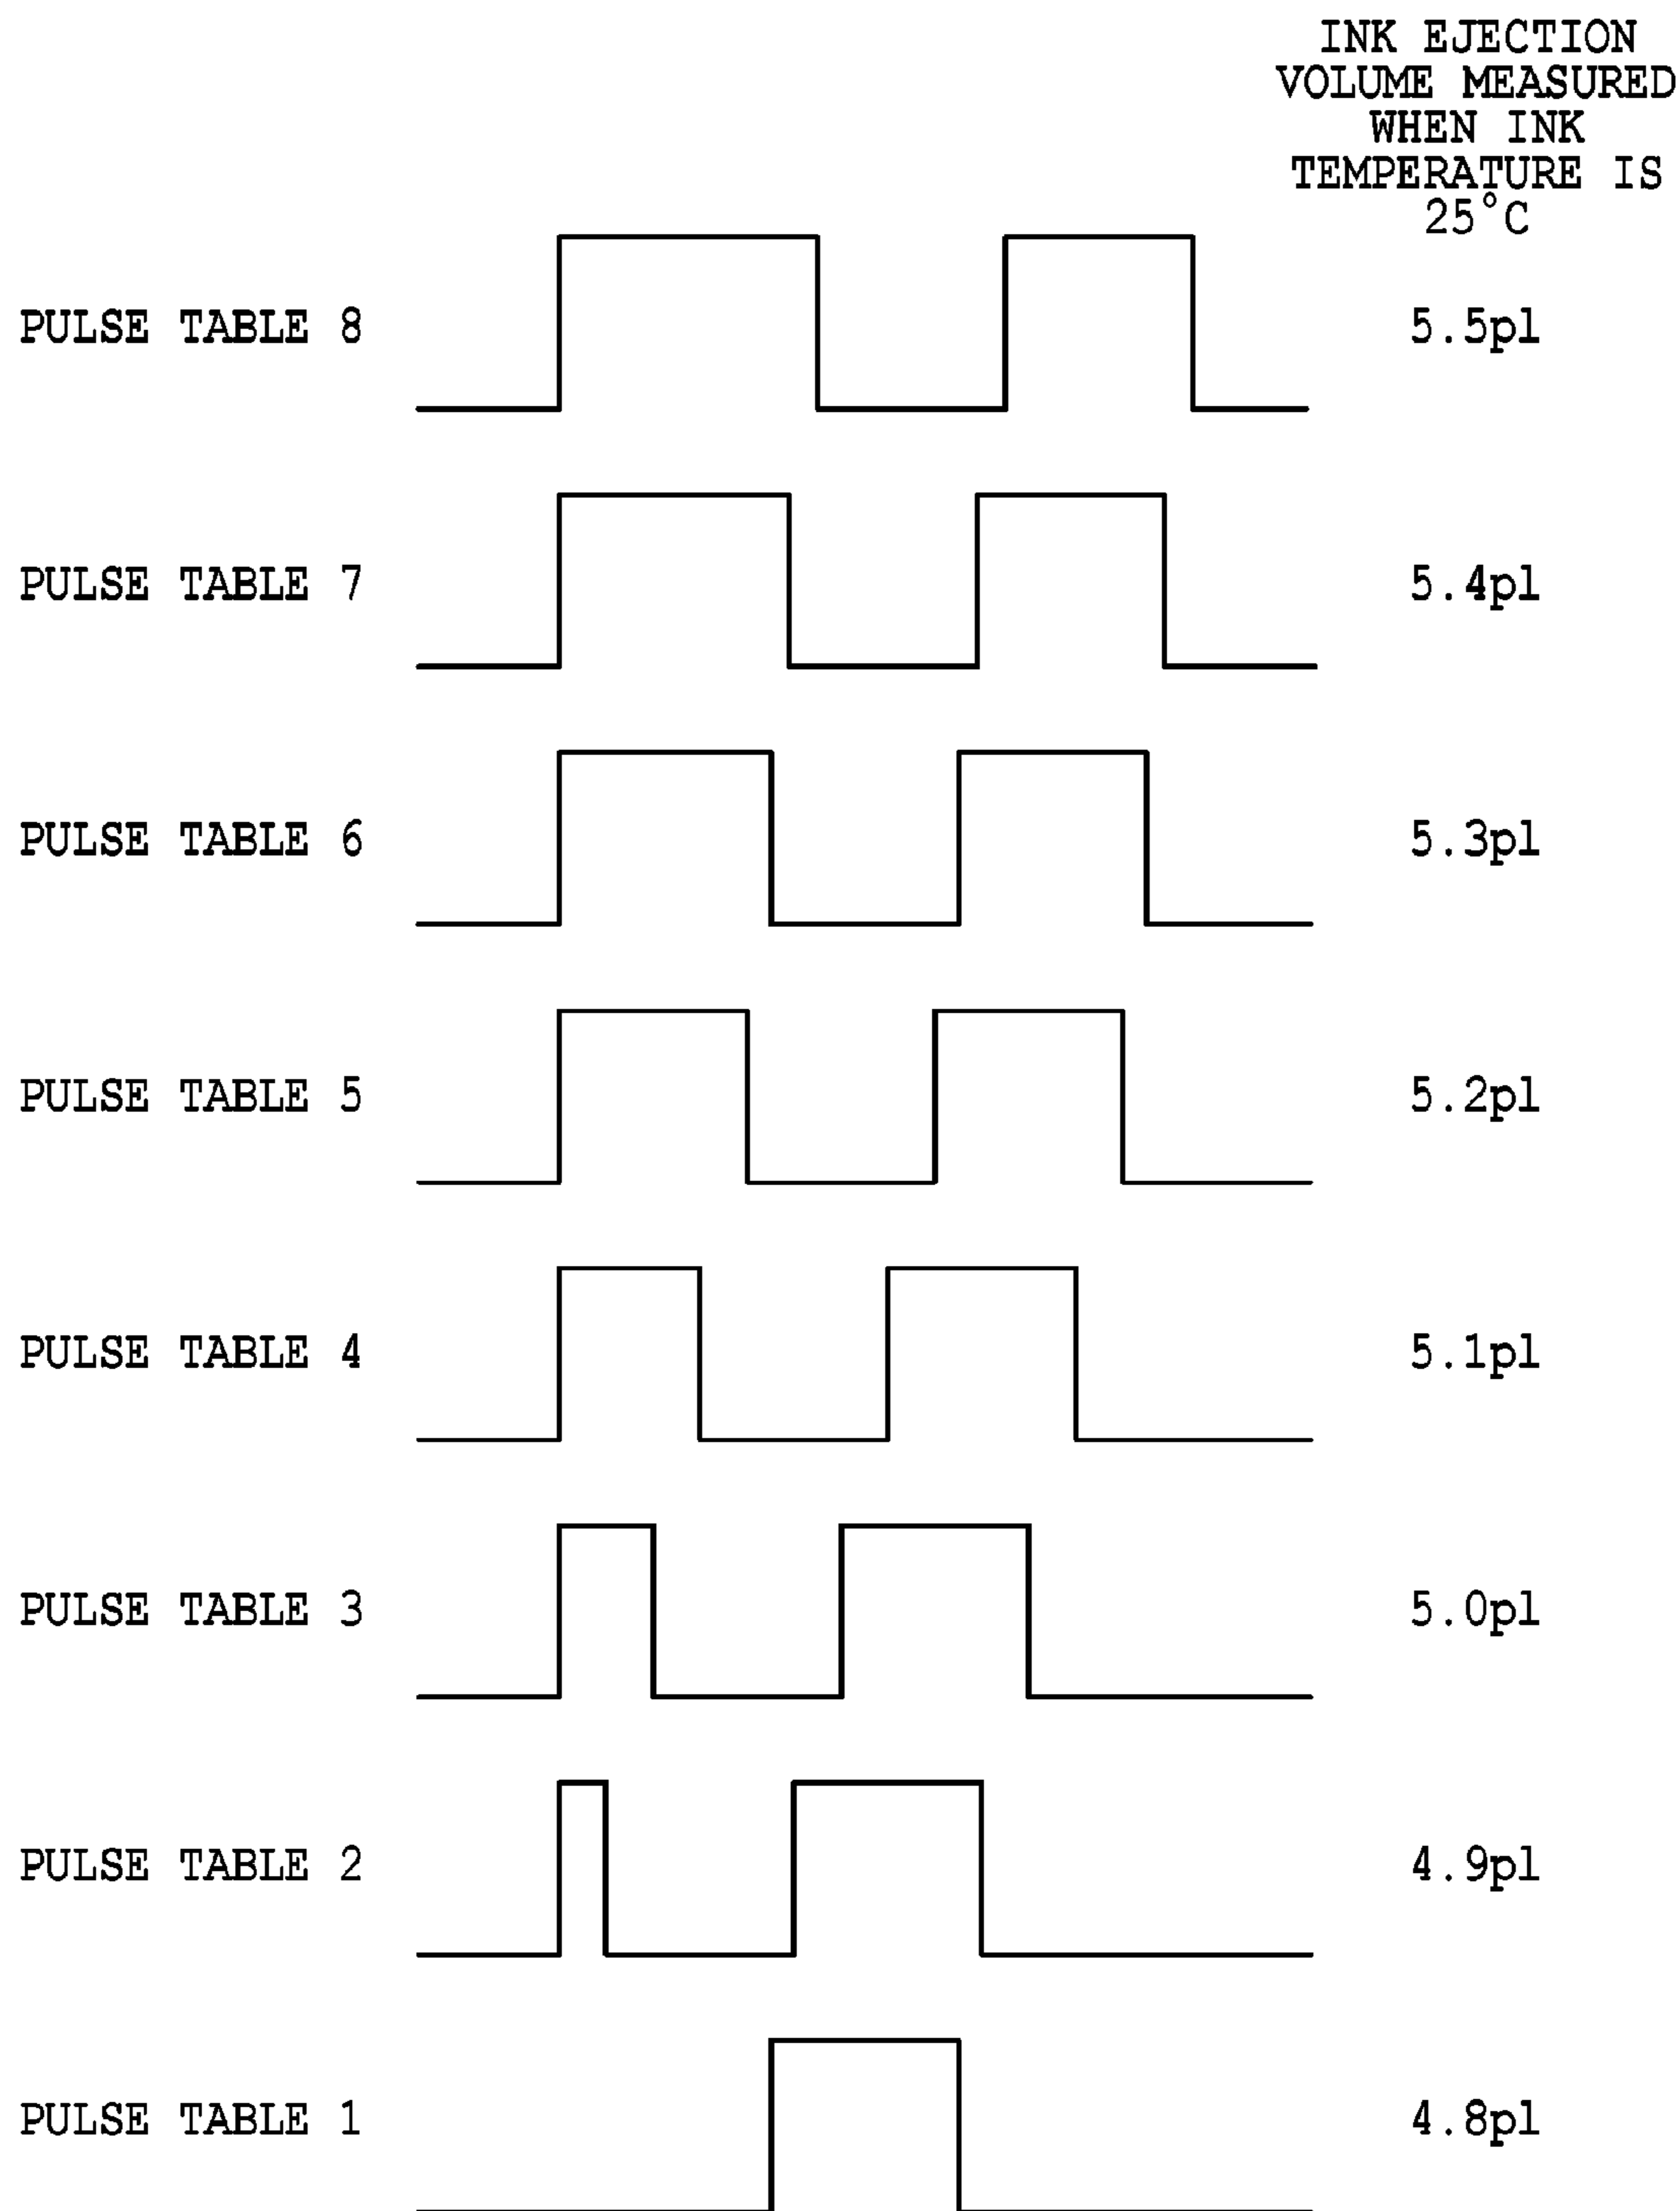 INK EJECTION
VOLUME MEASURED
WHEN INK
TEMPERATURE IS
25°C
PULSE TABLE 8 5.5pl
PULSE TABLE 7 5.4pl
PULSE TABLE 6 5.3pl
PULSE TABLE 5 5.2pl
PULSE TABLE 4 5.1pl
PULSE TABLE 3 5.0pl
PULSE TABLE 2 4.9pl
PULSE TABLE 1 4.8pl